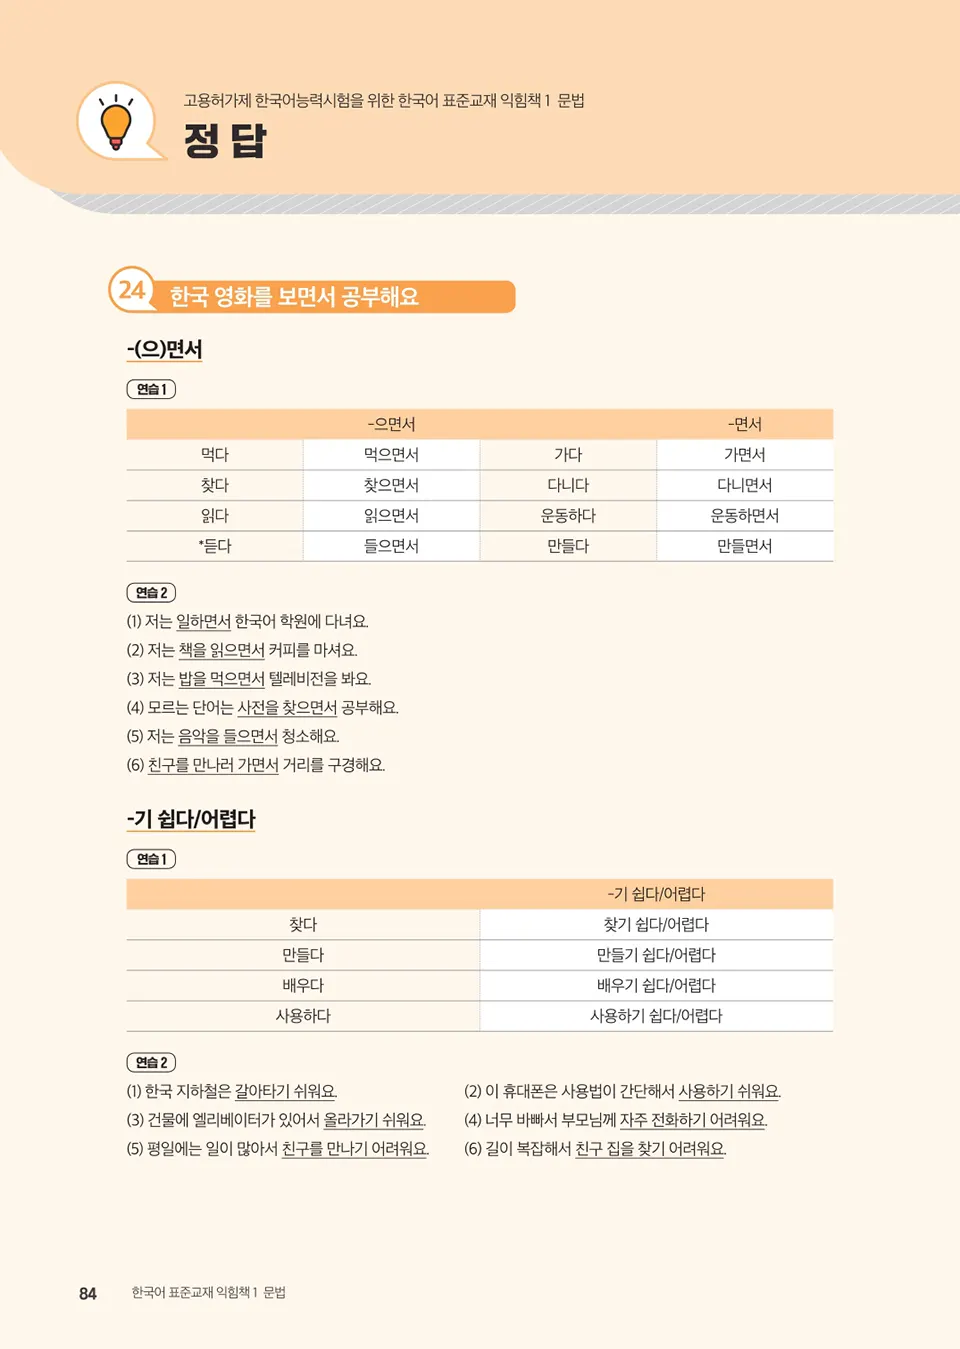 고용허가제 한국어능력시험을 위한 한국어 표준교재 익힘책 1 문법
정답
24 한국 영화를 보면서 공부해요
-(으)면서
연습 1
-으면서 -면서
먹다 먹으면서 가다 가면서
찾다 찾으면서 다니다 다니면서
읽다 읽으면서 운동하다 운동하면서
*듣다 들으면서 만들다 만들면서
연습 2
(1) 저는 일하면서 한국어 학원에 다녀요.
(2) 저는 책을 읽으면서 커피를 마셔요.
(3) 저는 밥을 먹으면서 텔레비전을 봐요.
(4) 모르는 단어는 사전을 찾으면서 공부해요.
(5) 저는 음악을 들으면서 청소해요.
(6) 친구를 만나러 가면서 거리를 구경해요.
-기 쉽다/어렵다
연습 1
-기 쉽다/어렵다
찾다 찾기 쉽다/어렵다
만들다 만들기 쉽다/어렵다
배우다 배우기 쉽다/어렵다
사용하다 사용하기 쉽다/어렵다
연습 2
(1) 한국 지하철은 갈아타기 쉬워요. (2) 이 휴대폰은 사용법이 간단해서 사용하기 쉬워요.
(3) 건물에 엘리베이터가 있어서 올라가기 쉬워요. (4) 너무 바빠서 부모님께 자주 전화하기 어려워요.
(5) 평일에는 일이 많아서 친구를 만나기 어려워요. (6) 길이 복잡해서 친구 집을 찾기 어려워요.
84 한국어 표준교재 익힘책 1 문법